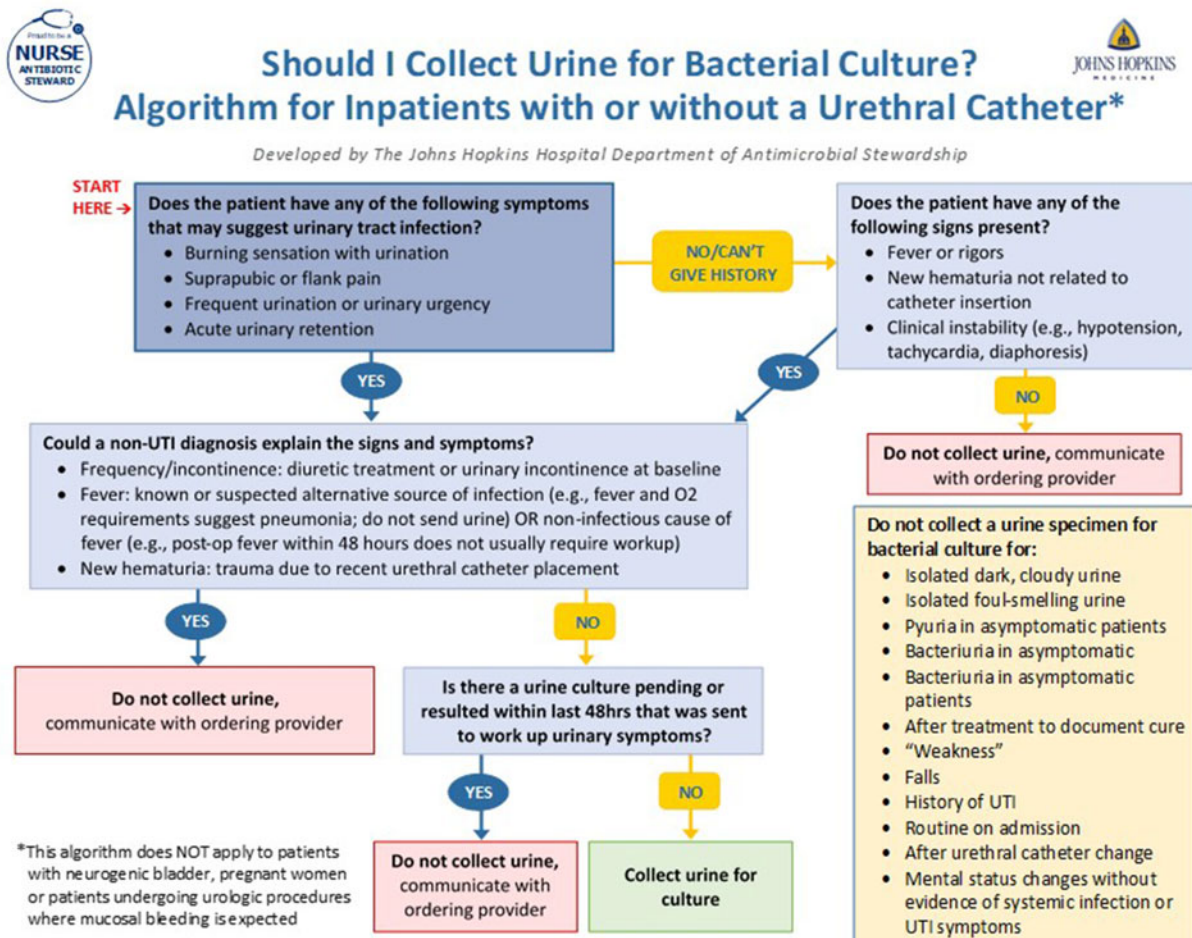 Proud to be a
NURSE
ANTIBIOTIC
STEWARD
JOHNS HOPKINS
MEDICINE
Should I Collect Urine for Bacterial Culture?
Algorithm for Inpatients with or without a Urethral Catheter*
Developed by The Johns Hopkins Hospital Department of Antimicrobial Stewardship
START
HERE →
Does the patient have any of the following symptoms
that may suggest urinary tract infection?
• Burning sensation with urination
• Suprapubic or flank pain
• Frequent urination or urinary urgency
• Acute urinary retention
NO/CAN'T
GIVE HISTORY
Does the patient have any of the
following signs present?
• Fever or rigors
• New hematuria not related to
catheter insertion
• Clinical instability (e.g., hypotension,
tachycardia, diaphoresis)
YES
YES
NO
Could a non-UTI diagnosis explain the signs and symptoms?
• Frequency/incontinence: diuretic treatment or urinary incontinence at baseline
• Fever: known or suspected alternative source of infection (e.g., fever and O2
requirements suggest pneumonia; do not send urine) OR non-infectious cause of
fever (e.g., post-op fever within 48 hours does not usually require workup)
• New hematuria: trauma due to recent urethral catheter placement
Do not collect urine, communicate
with ordering provider
YES
NO
Do not collect urine,
communicate with ordering provider
Is there a urine culture pending or
resulted within last 48hrs that was sent
to work up urinary symptoms?
YES
NO
Do not collect urine,
communicate with
ordering provider
Collect urine for
culture
Do not collect a urine specimen for
bacterial culture for:
• Isolated dark, cloudy urine
• Isolated foul-smelling urine
• Pyuria in asymptomatic patients
• Bacteriuria in asymptomatic
• Bacteriuria in asymptomatic
patients
• After treatment to document cure
• "Weakness"
• Falls
• History of UTI
• Routine on admission
• After urethral catheter change
• Mental status changes without
evidence of systemic infection or
UTI symptoms
*This algorithm does NOT apply to patients
with neurogenic bladder, pregnant women
or patients undergoing urologic procedures
where mucosal bleeding is expected